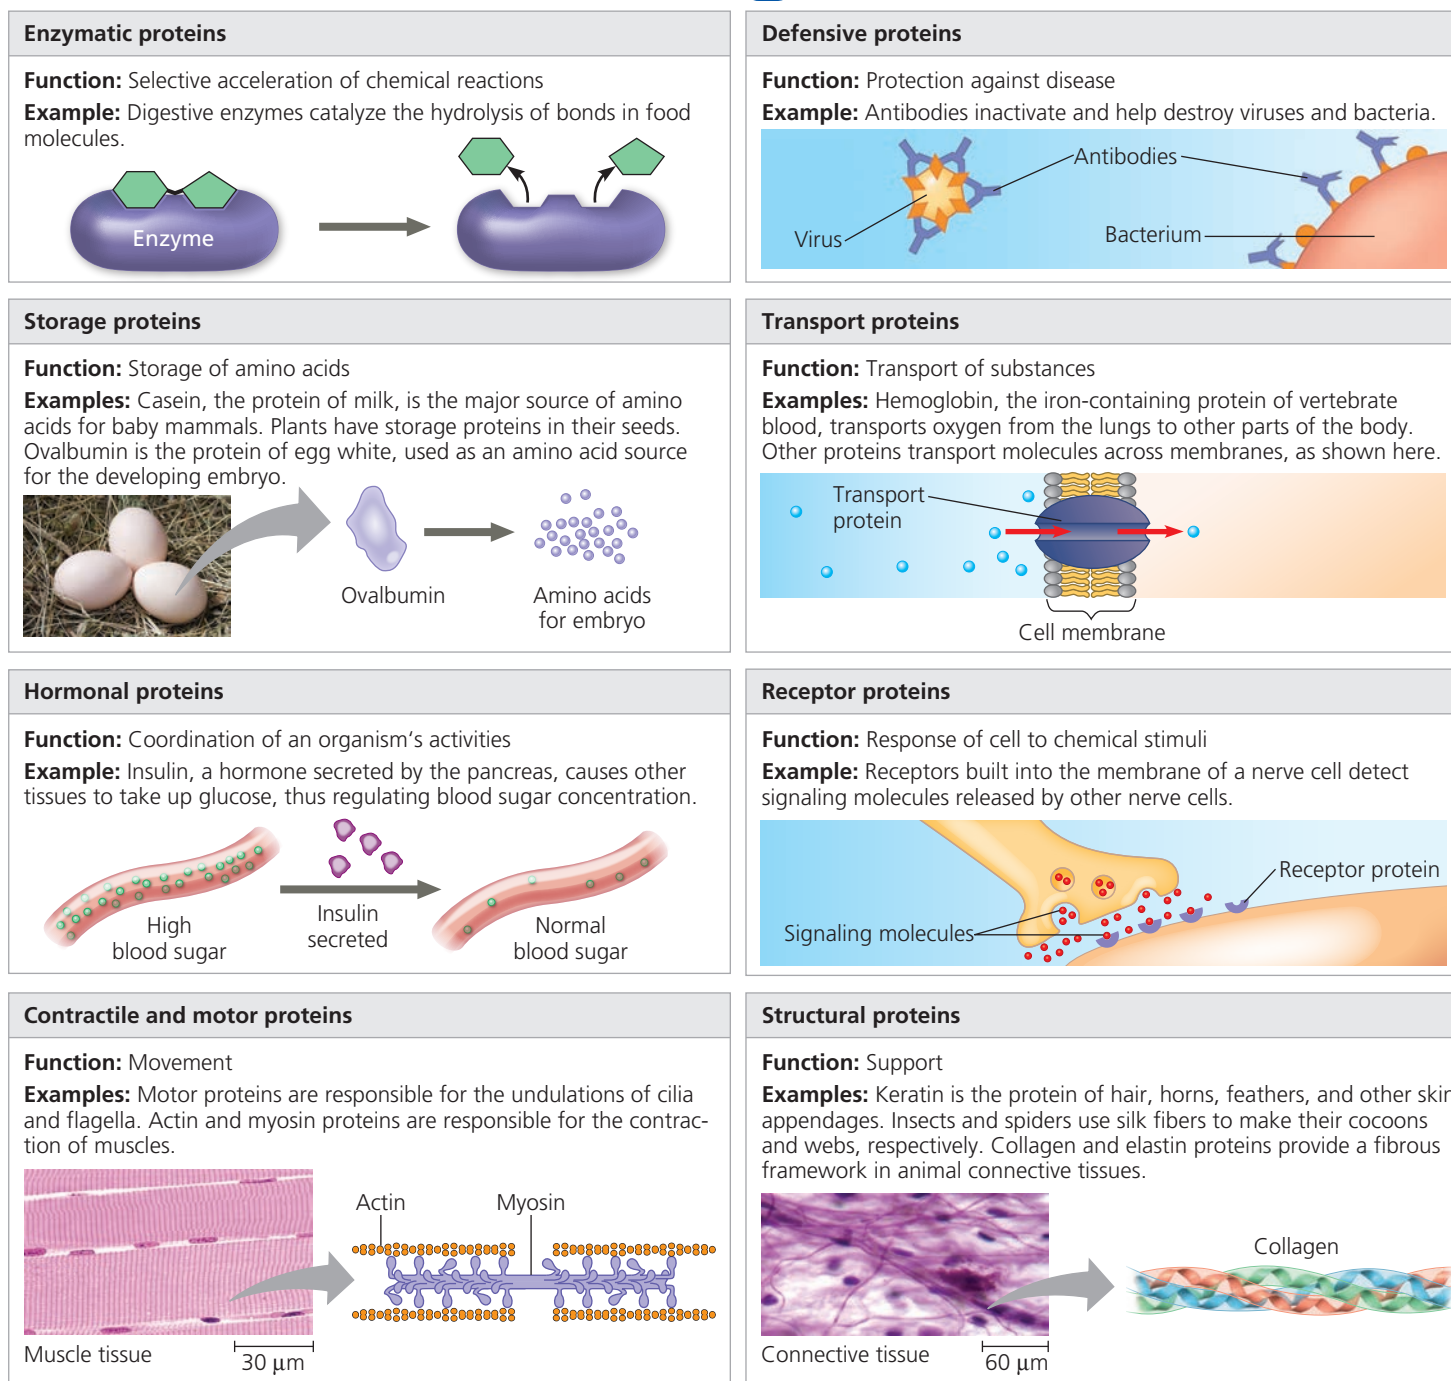 Enzymatic proteins
Function: Selective acceleration of chemical reactions
Example: Digestive enzymes catalyze the hydrolysis of bonds in food
molecules.
Enzyme
Defensive proteins
Function: Protection against disease
Example: Antibodies inactivate and help destroy viruses and bacteria.
Antibodies
Virus
Bacterium
Storage proteins
Function: Storage of amino acids
Examples: Casein, the protein of milk, is the major source of amino
acids for baby mammals. Plants have storage proteins in their seeds.
Ovalbumin is the protein of egg white, used as an amino acid source
for the developing embryo.
Ovalbumin
Amino acids
for embryo
Transport proteins
Function: Transport of substances
Examples: Hemoglobin, the iron-containing protein of vertebrate
blood, transports oxygen from the lungs to other parts of the body.
Other proteins transport molecules across membranes, as shown here.
Transport
protein
Cell membrane
Hormonal proteins
Function: Coordination of an organism's activities
Example: Insulin, a hormone secreted by the pancreas, causes other
tissues to take up glucose, thus regulating blood sugar concentration.
High
blood sugar
Insulin
secreted
Normal
blood sugar
Receptor proteins
Function: Response of cell to chemical stimuli
Example: Receptors built into the membrane of a nerve cell detect
signaling molecules released by other nerve cells.
Receptor protein
Signaling molecules
Contractile and motor proteins
Function: Movement
Examples: Motor proteins are responsible for the undulations of cilia
and flagella. Actin and myosin proteins are responsible for the contrac-
tion of muscles.
Actin
Myosin
Muscle tissue
30 μm
Structural proteins
Function: Support
Examples: Keratin is the protein of hair, horns, feathers, and other skin
appendages. Insects and spiders use silk fibers to make their cocoons
and webs, respectively. Collagen and elastin proteins provide a fibrous
framework in animal connective tissues.
Collagen
Connective tissue
60 μm